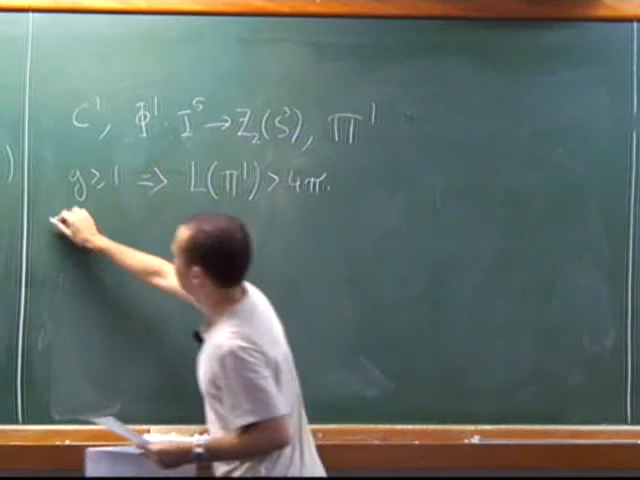 C¹, Φ¹: I⁵ → Z₂(S³), Π¹
g ≥ 1 => L(Π¹) > 4π.
)